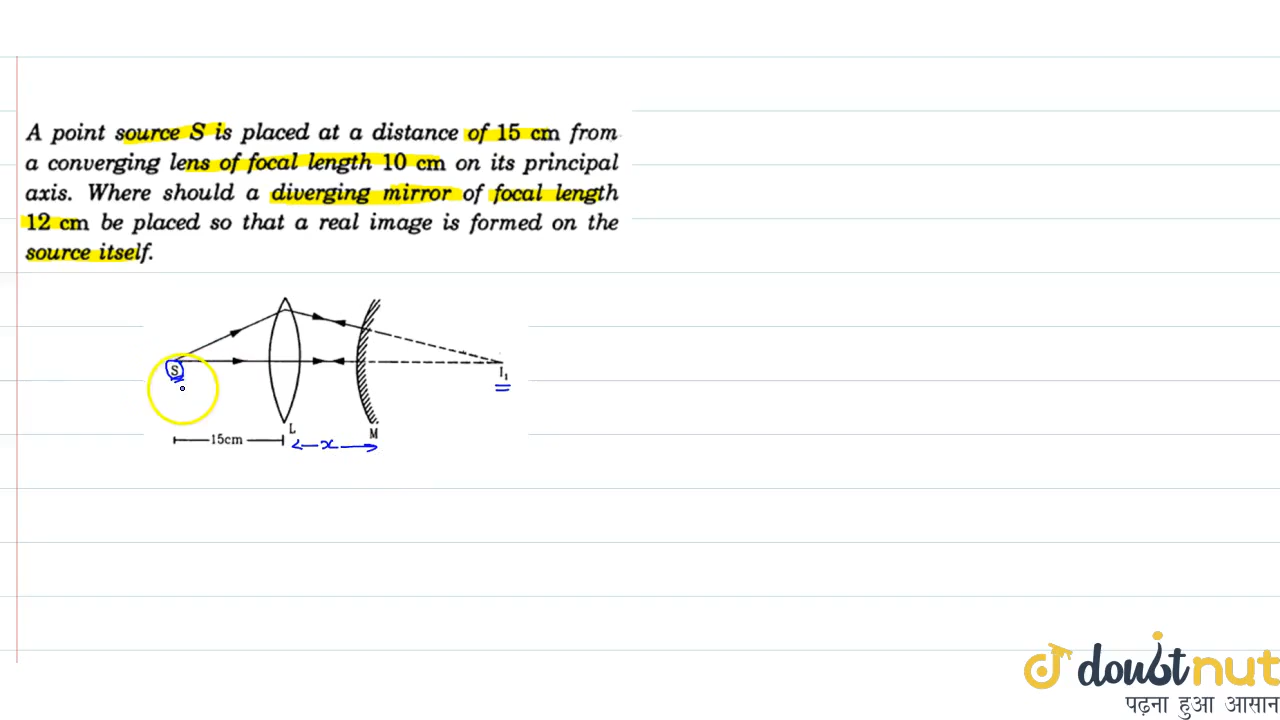 A point source S is placed at a distance of 15 cm from
a converging lens of focal length 10 cm on its principal
axis. Where should a diverging mirror of focal length
12 cm be placed so that a real image is formed on the
source itself.
S
I₁
L
M
15cm
x
doubtnut
पढ़ना हुआ आसान